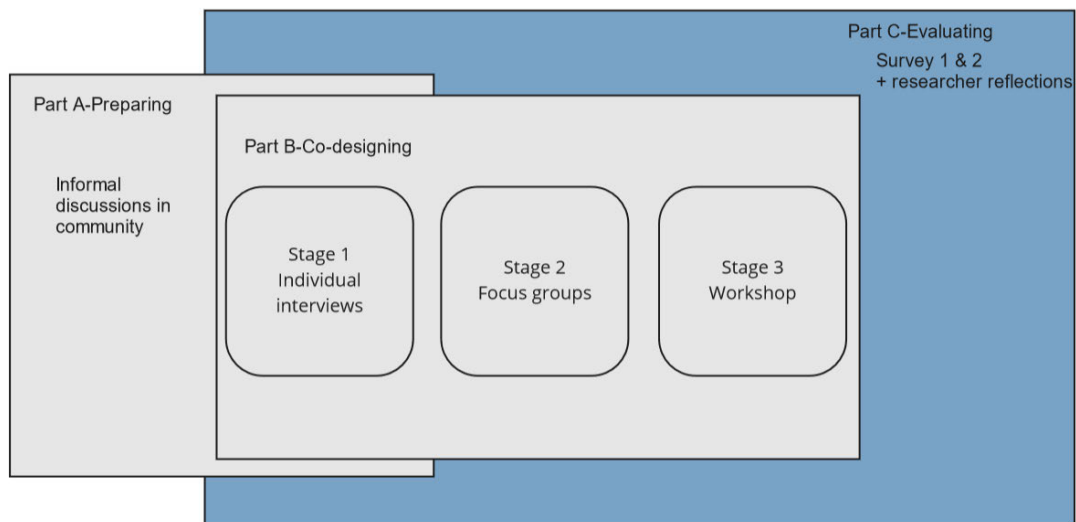 Part C-Evaluating
Survey 1 & 2
+ researcher reflections
Part A-Preparing
Informal
discussions in
community
Part B-Co-designing
Stage 1
Individual
interviews
Stage 2
Focus groups
Stage 3
Workshop